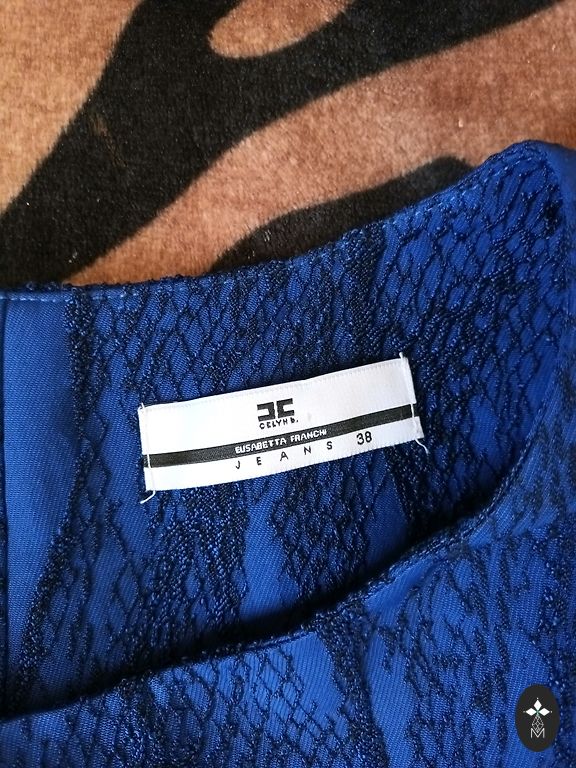 CELYN b.
ELISABETTA FRANCHI
JEANS 38